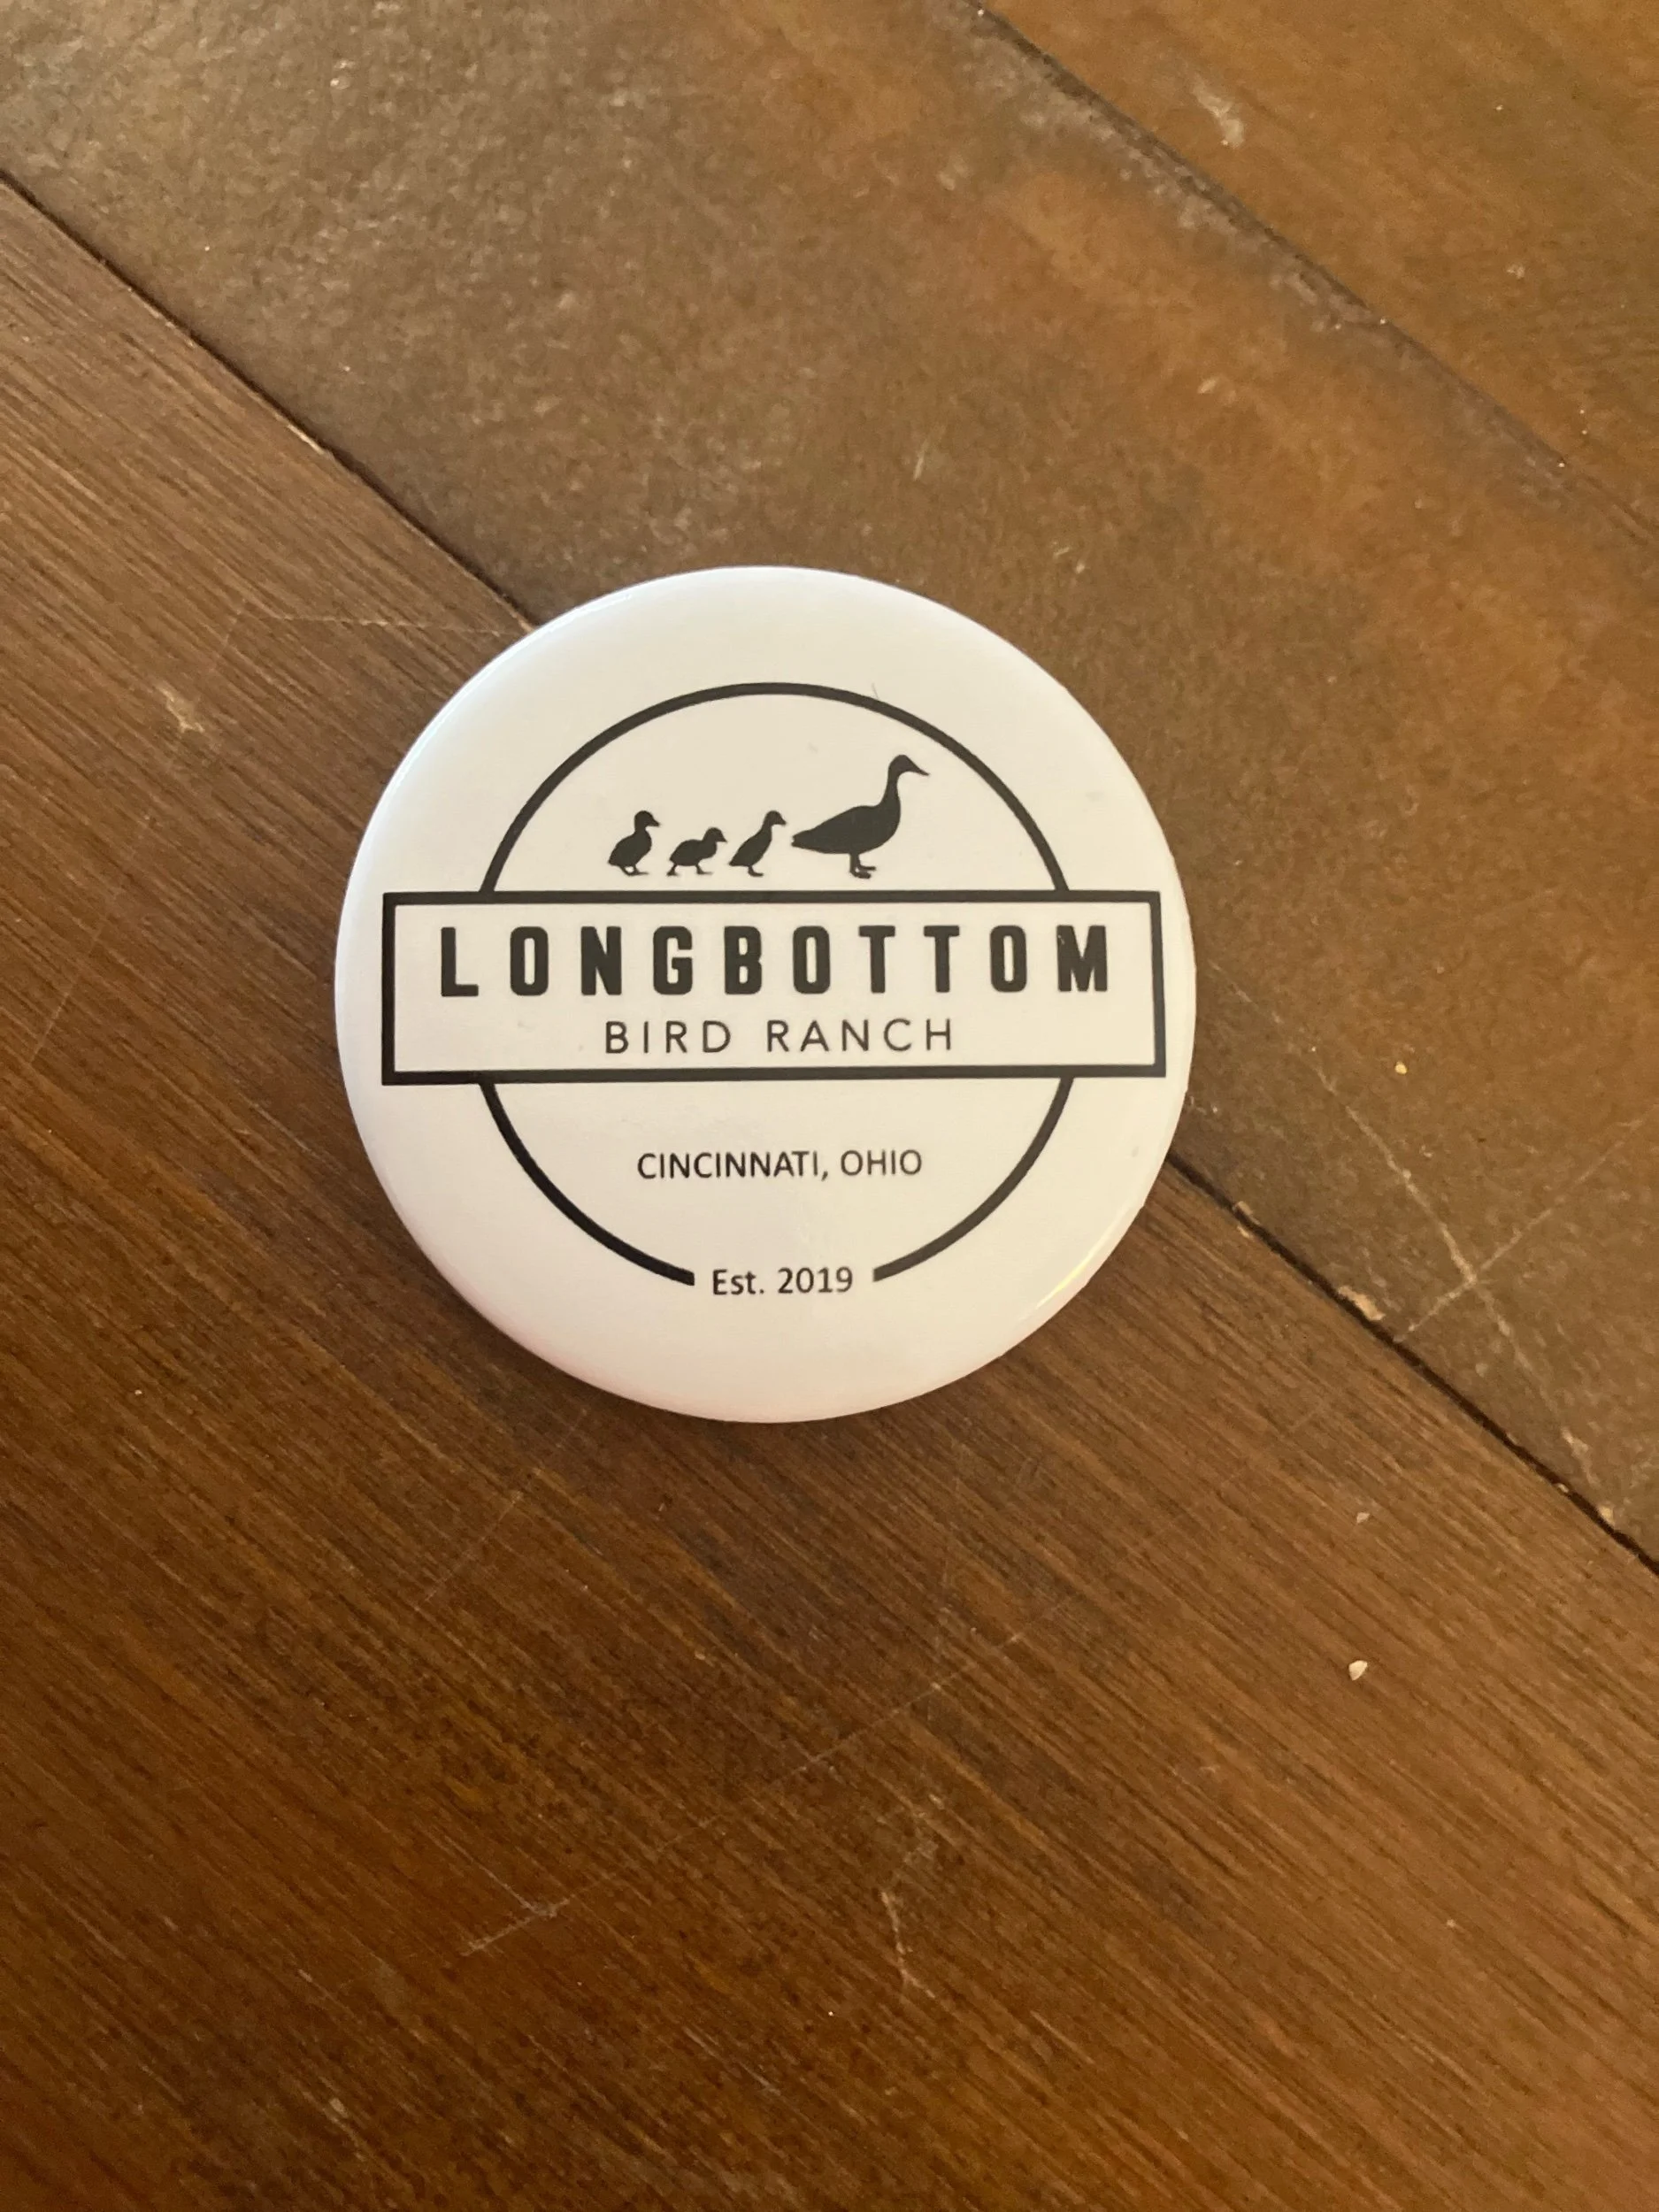 LONGBOTTOM
BIRD RANCH
CINCINNATI, OHIO
Est. 2019